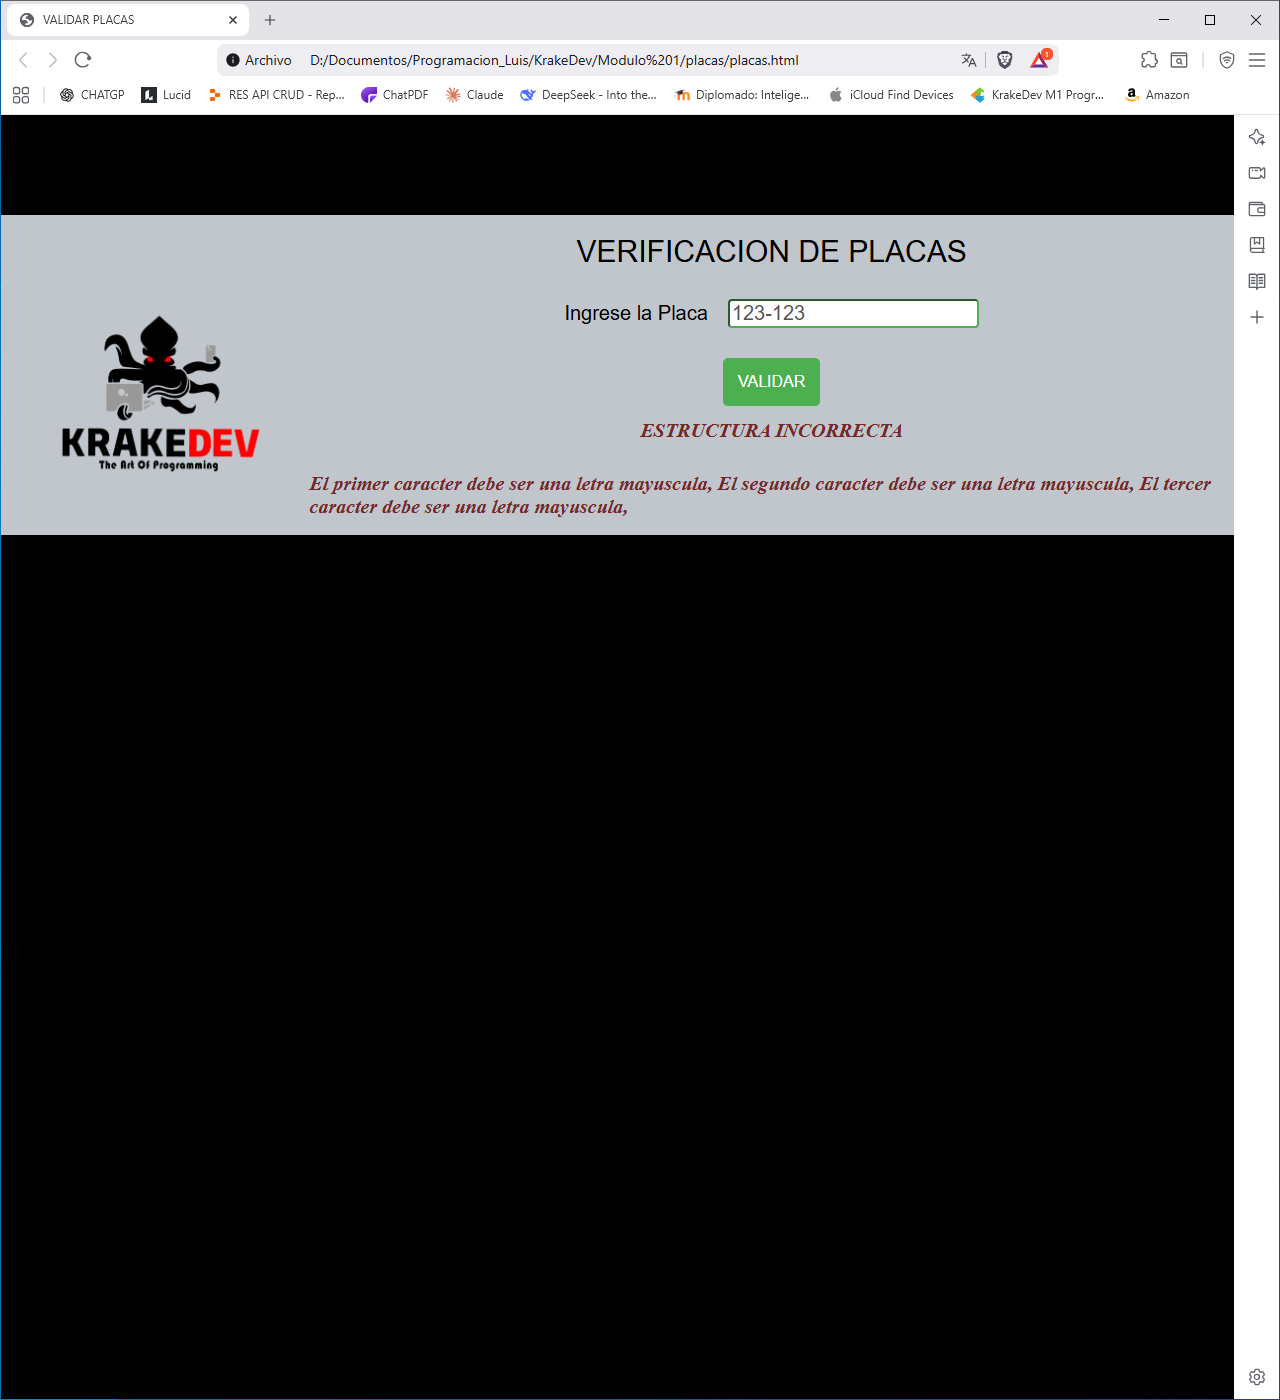 VALIDAR PLACAS
Archivo D:/Documentos/Programacion_Luis/KrakeDev/Modulo%201/placas/placas.html
1
CHATGP Lucid RES API CRUD - Rep... ChatPDF Claude DeepSeek - Into the... Diplomado: Intelige... iCloud Find Devices KrakeDev M1 Progr... Amazon
VERIFICACION DE PLACAS
Ingrese la Placa 123-123
VALIDAR
ESTRUCTURA INCORRECTA
KRAKEDEV
The Art Of Programming
El primer caracter debe ser una letra mayuscula, El segundo caracter debe ser una letra mayuscula, El tercer
caracter debe ser una letra mayuscula,